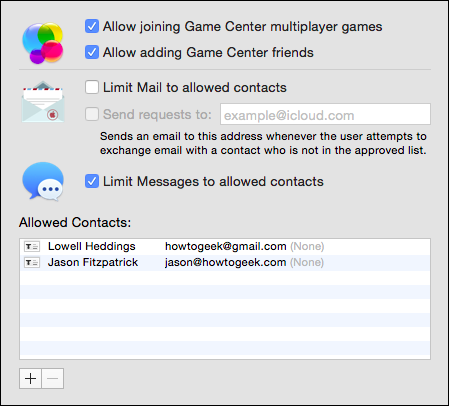 Allow joining Game Center multiplayer games
Allow adding Game Center friends
Limit Mail to allowed contacts
Send requests to: example@icloud.com
Sends an email to this address whenever the user attempts to
exchange email with a contact who is not in the approved list.
Limit Messages to allowed contacts
Allowed Contacts:
Lowell Heddings howtogeek@gmail.com (None)
Jason Fitzpatrick jason@howtogeek.com (None)